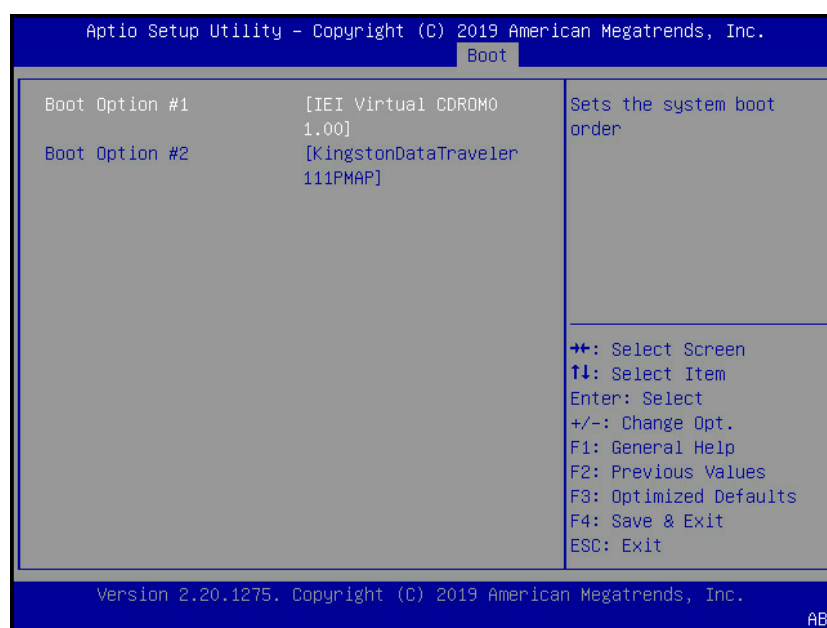 Aptio Setup Utility – Copyright (C) 2019 American Megatrends, Inc.
Boot
Boot Option #1 [IEI Virtual CDROM0
1.00]
Boot Option #2 [KingstonDataTraveler
111PMAP]
Sets the system boot
order
→←: Select Screen
↑↓: Select Item
Enter: Select
+/-: Change Opt.
F1: General Help
F2: Previous Values
F3: Optimized Defaults
F4: Save & Exit
ESC: Exit
Version 2.20.1275. Copyright (C) 2019 American Megatrends, Inc.
AB